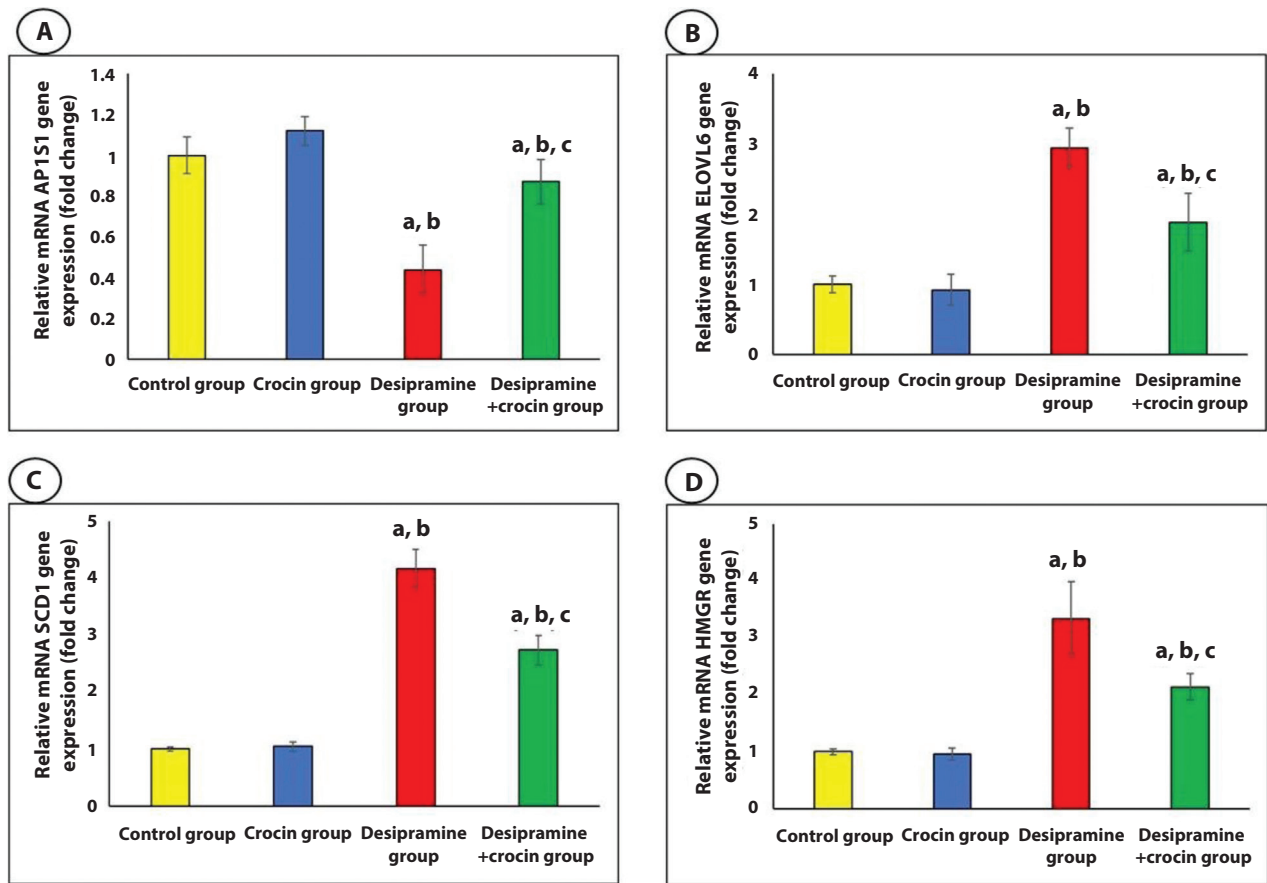 A
Relative mRNA AP1S1 gene
expression (fold change)
1.4
1.2
1
0.8
0.6
0.4
0.2
0
a, b
a, b, c
Control group
Crocin group
Desipramine
group
Desipramine
+crocin group
B
Relative mRNA ELOVL6 gene
expression (fold change)
4
3
2
1
0
a, b
a, b, c
Control group
Crocin group
Desipramine
group
Desipramine
+crocin group
C
Relative mRNA SCD1 gene
expression (fold change)
5
4
3
2
1
0
a, b
a, b, c
Control group
Crocin group
Desipramine
group
Desipramine
+crocin group
D
Relative mRNA HMGR gene
expression (fold change)
5
4
3
2
1
0
a, b
a, b, c
Control group
Crocin group
Desipramine
group
Desipramine
+crocin group